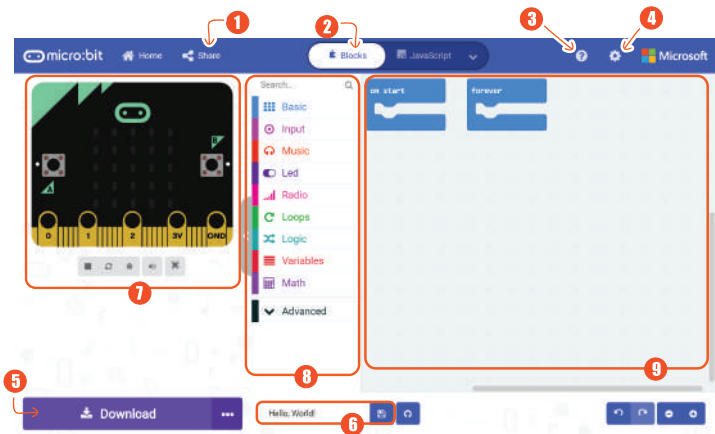 1
2
3
4
micro:bit
Home
Share
Blocks
JavaScript
?
Microsoft
Search...
Basic
Input
Music
Led
Radio
Loops
Logic
Variables
Math
Advanced
on start
forever
A
B
0 1 2 3V GND
7
8
9
5
Download
...
Hello, World!
6